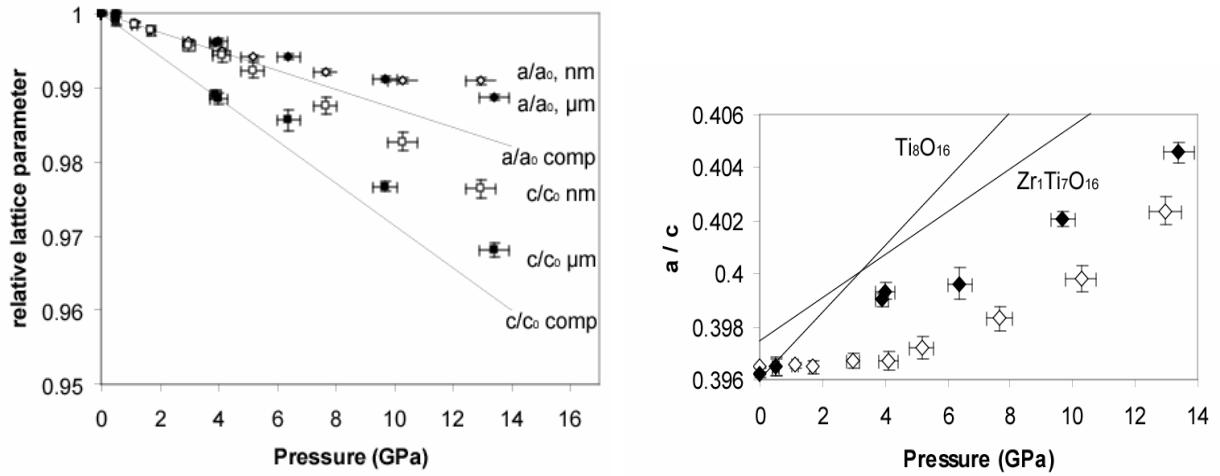 1
0.99
0.98
0.97
0.96
0.95
relative lattice parameter
a/a₀, nm
a/a₀, µm
a/a₀ comp
c/c₀ nm
c/c₀ µm
c/c₀ comp
0 2 4 6 8 10 12 14 16
Pressure (GPa)
0.406
0.404
0.402
0.4
0.398
0.396
a / c
Ti₈O₁₆
Zr₁Ti₇O₁₆
0 2 4 6 8 10 12 14
Pressure (GPa)